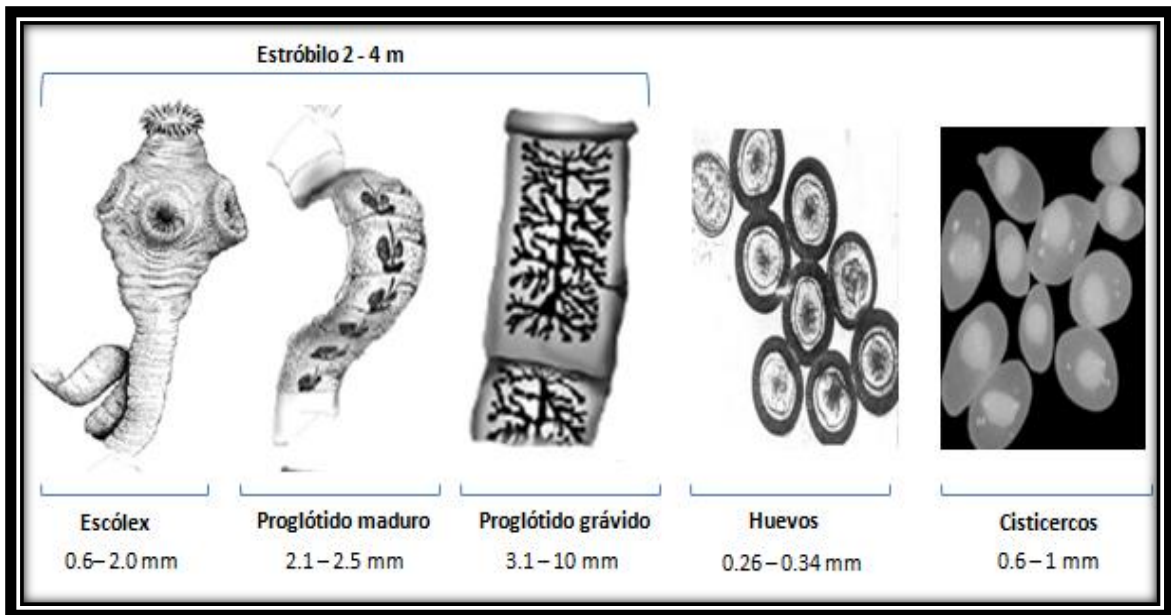 Estróbilo 2 - 4 m
Escólex
0.6– 2.0 mm
Proglótido maduro
2.1 – 2.5 mm
Proglótido grávido
3.1 – 10 mm
Huevos
0.26 – 0.34 mm
Cisticercos
0.6 – 1 mm